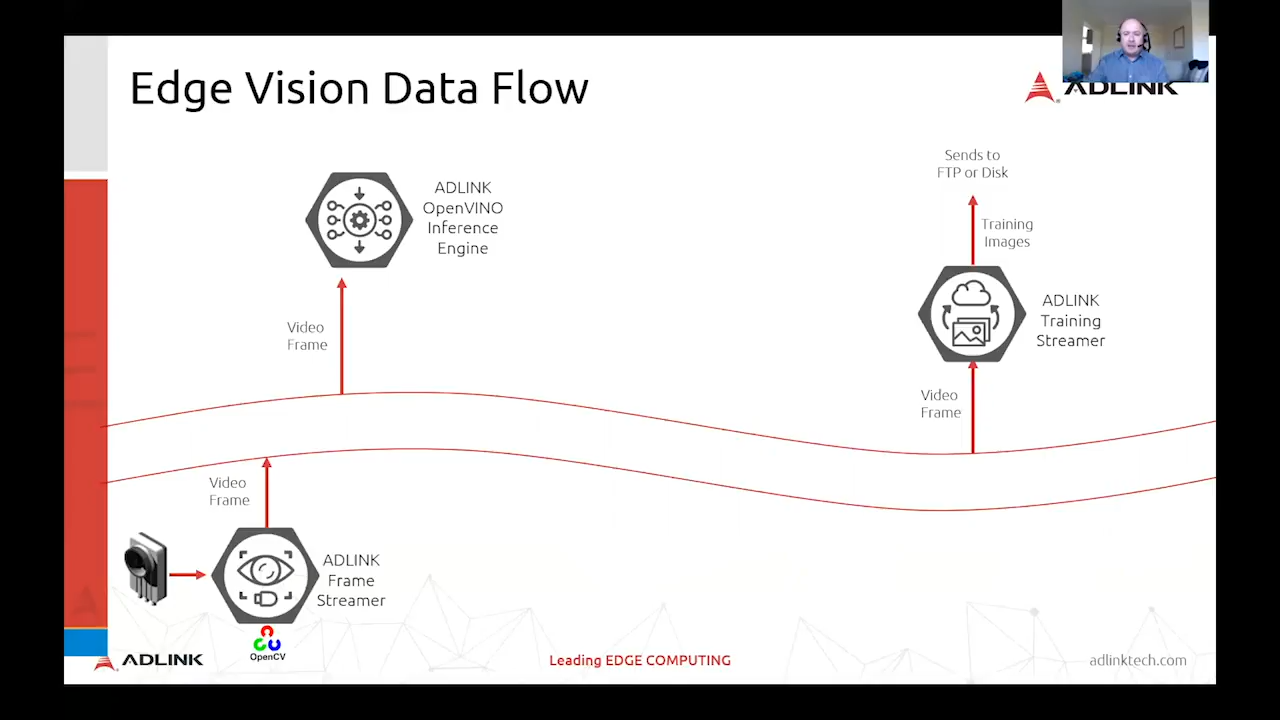 Edge Vision Data Flow
ADLINK
Sends to
FTP or Disk
ADLINK
OpenVINO
Inference
Engine
Training
Images
ADLINK
Training
Streamer
Video
Frame
Video
Frame
Video
Frame
ADLINK
Frame
Streamer
OpenCV
ADLINK
Leading EDGE COMPUTING
adlinktech.com